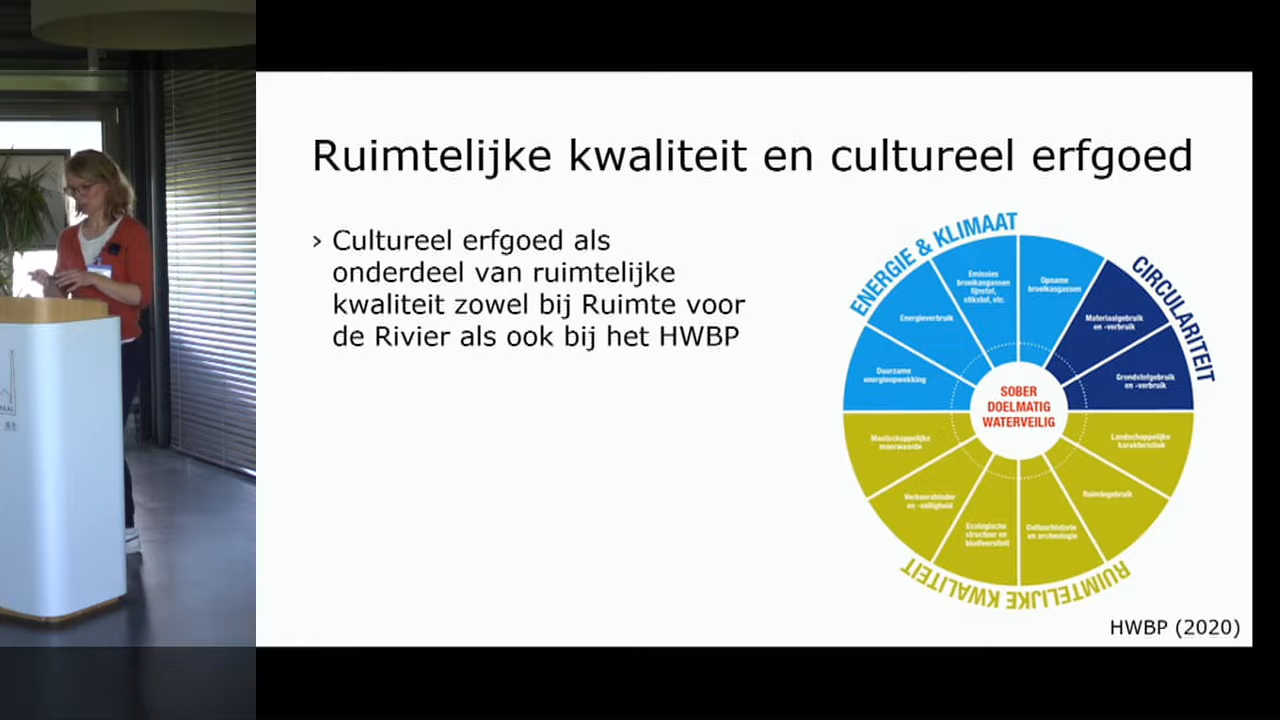 Ruimtelijke kwaliteit en cultureel erfgoed
› Cultureel erfgoed als
onderdeel van ruimtelijke
kwaliteit zowel bij Ruimte voor
de Rivier als ook bij het HWBP
ENERGIE & KLIMAAT
CIRCULARITEIT
Emissies
broeikasgassen
fijnstof,
stikstof, etc.
Opname
broeikasgassen
Energieverbruik
Materiaalgebruik
en -verbruik
Duurzame
energieopwekking
Grondstofgebruik
en -verbruik
SOBER
DOELMATIG
WATERVEILIG
Maatschappelijke
meerwaarde
Landschappelijke
karakteristiek
Verkeershinder
en -veiligheid
Ruimtegebruik
Ecologische
structuur en
biodiversiteit
Cultuurhistorie
en archeologie
RUIMTELIJKE KWALITEIT
HWBP (2020)